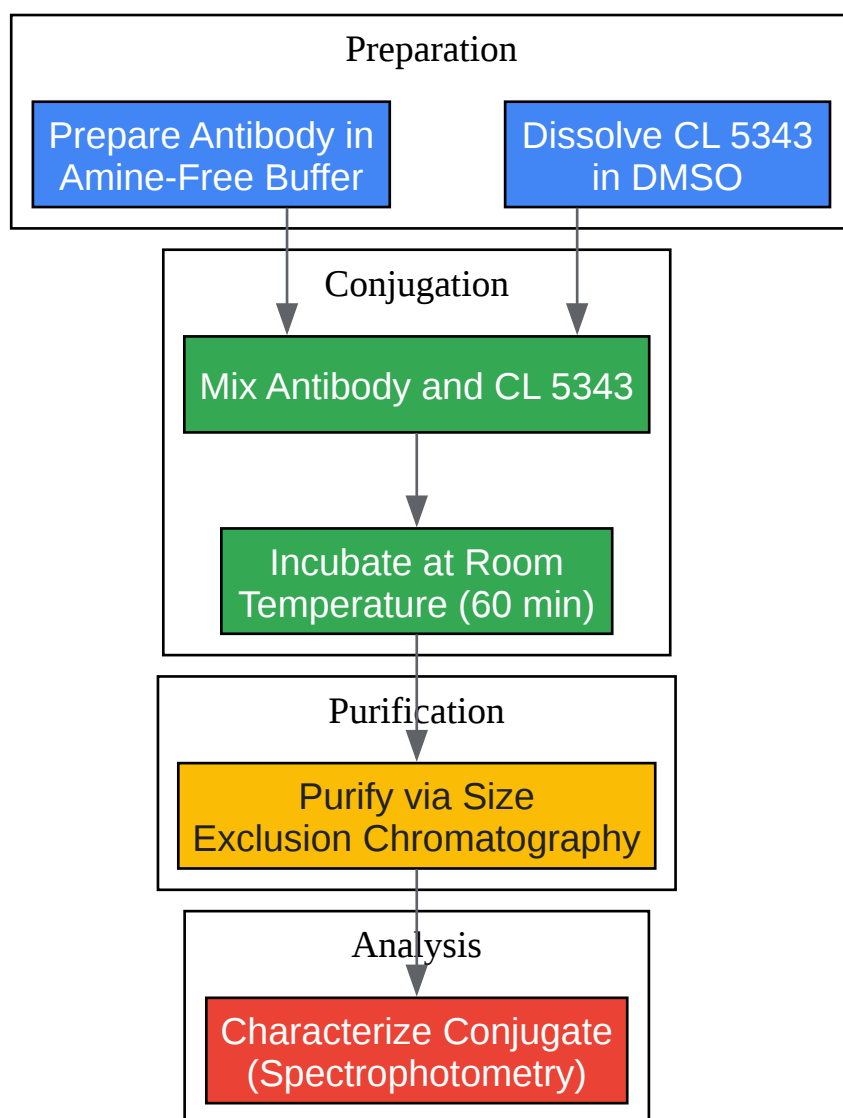 Preparation
Prepare Antibody in
Amine-Free Buffer
Dissolve CL 5343
in DMSO
Conjugation
Mix Antibody and CL 5343
Incubate at Room
Temperature (60 min)
Purification
Purify via Size
Exclusion Chromatography
Analysis
Characterize Conjugate
(Spectrophotometry)